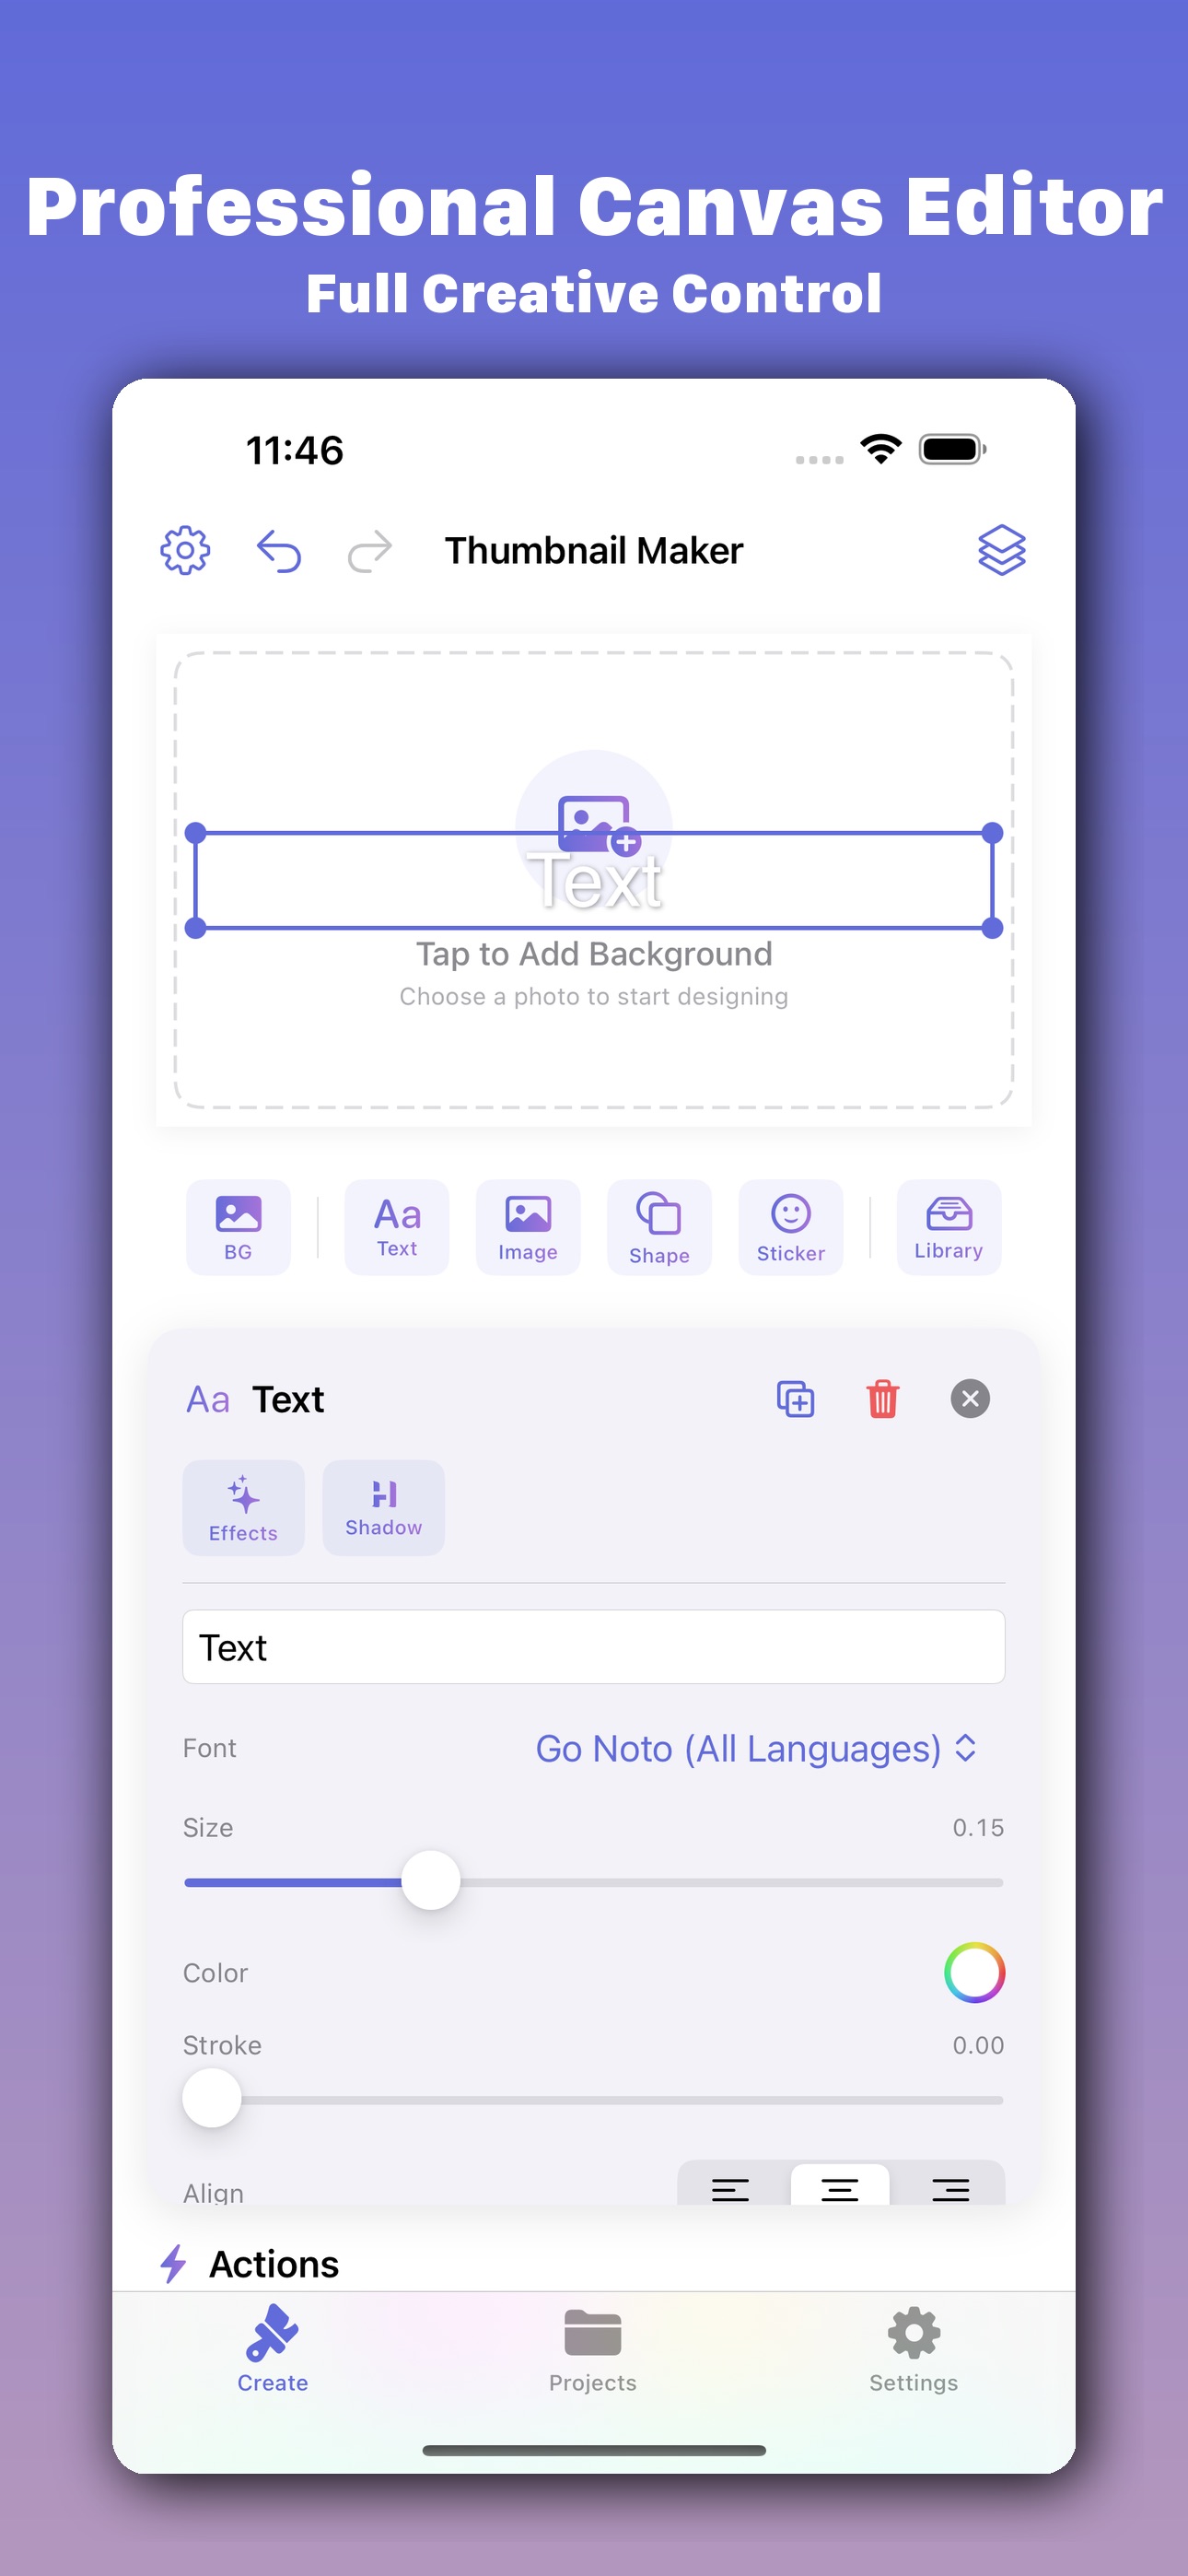 Professional Canvas Editor
Full Creative Control
11:46
Thumbnail Maker
Text
Tap to Add Background
Choose a photo to start designing
BG
Aa
Text
Image
Shape
Sticker
Library
Aa Text
Effects
Shadow
Text
Font Go Noto (All Languages)
Size 0.15
Color
Stroke 0.00
Align
Actions
Create
Projects
Settings